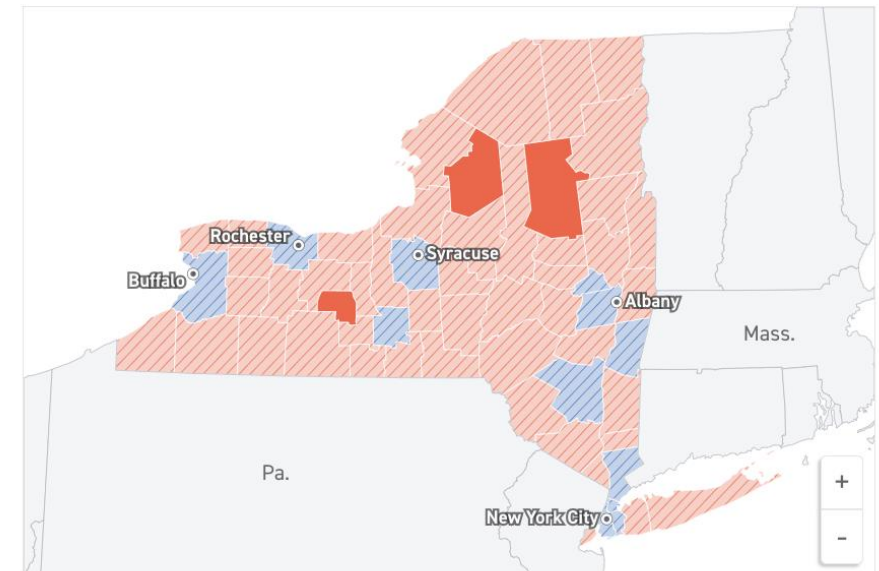 Rochester
Syracuse
Buffalo
Albany
Mass.
Pa.
New York City
+
-